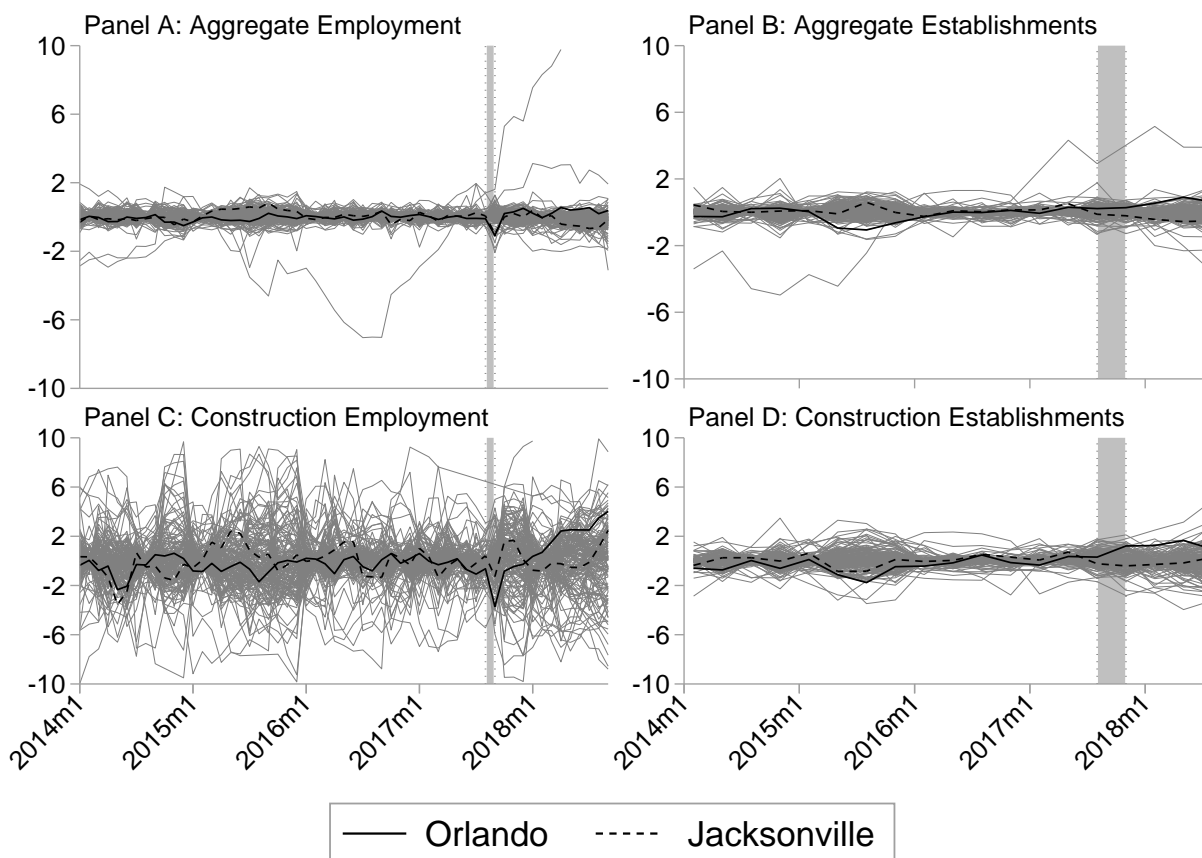 Panel A: Aggregate Employment
10
6
2
-2
-6
-10
Panel B: Aggregate Establishments
10
6
2
-2
-6
-10
Panel C: Construction Employment
10
6
2
-2
-6
-10
2014m1
2015m1
2016m1
2017m1
2018m1
Panel D: Construction Establishments
10
6
2
-2
-6
-10
2014m1
2015m1
2016m1
2017m1
2018m1
Orlando
Jacksonville